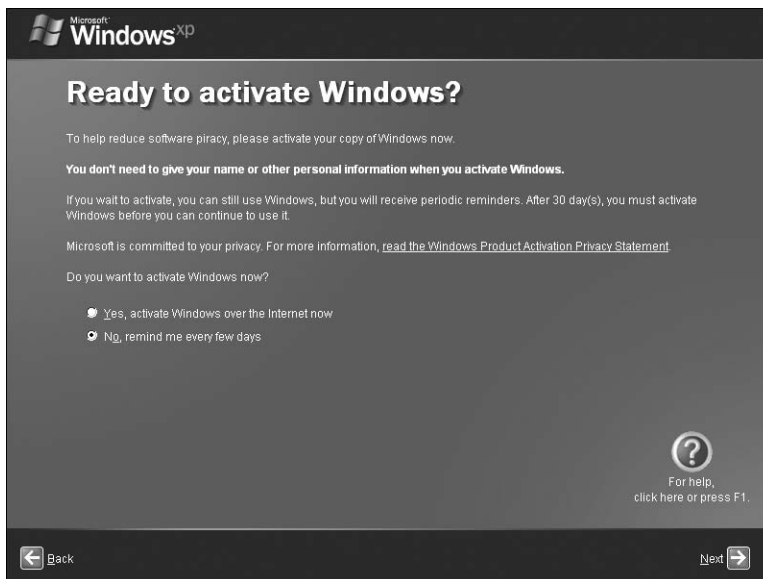 Microsoft®
Windows xp
Ready to activate Windows?
To help reduce software piracy, please activate your copy of Windows now.
You don't need to give your name or other personal information when you activate Windows.
If you wait to activate, you can still use Windows, but you will receive periodic reminders. After 30 day(s), you must activate
Windows before you can continue to use it.
Microsoft is committed to your privacy. For more information, read the Windows Product Activation Privacy Statement.
Do you want to activate Windows now?
Yes, activate Windows over the Internet now
No, remind me every few days
For help,
click here or press F1.
Back
Next